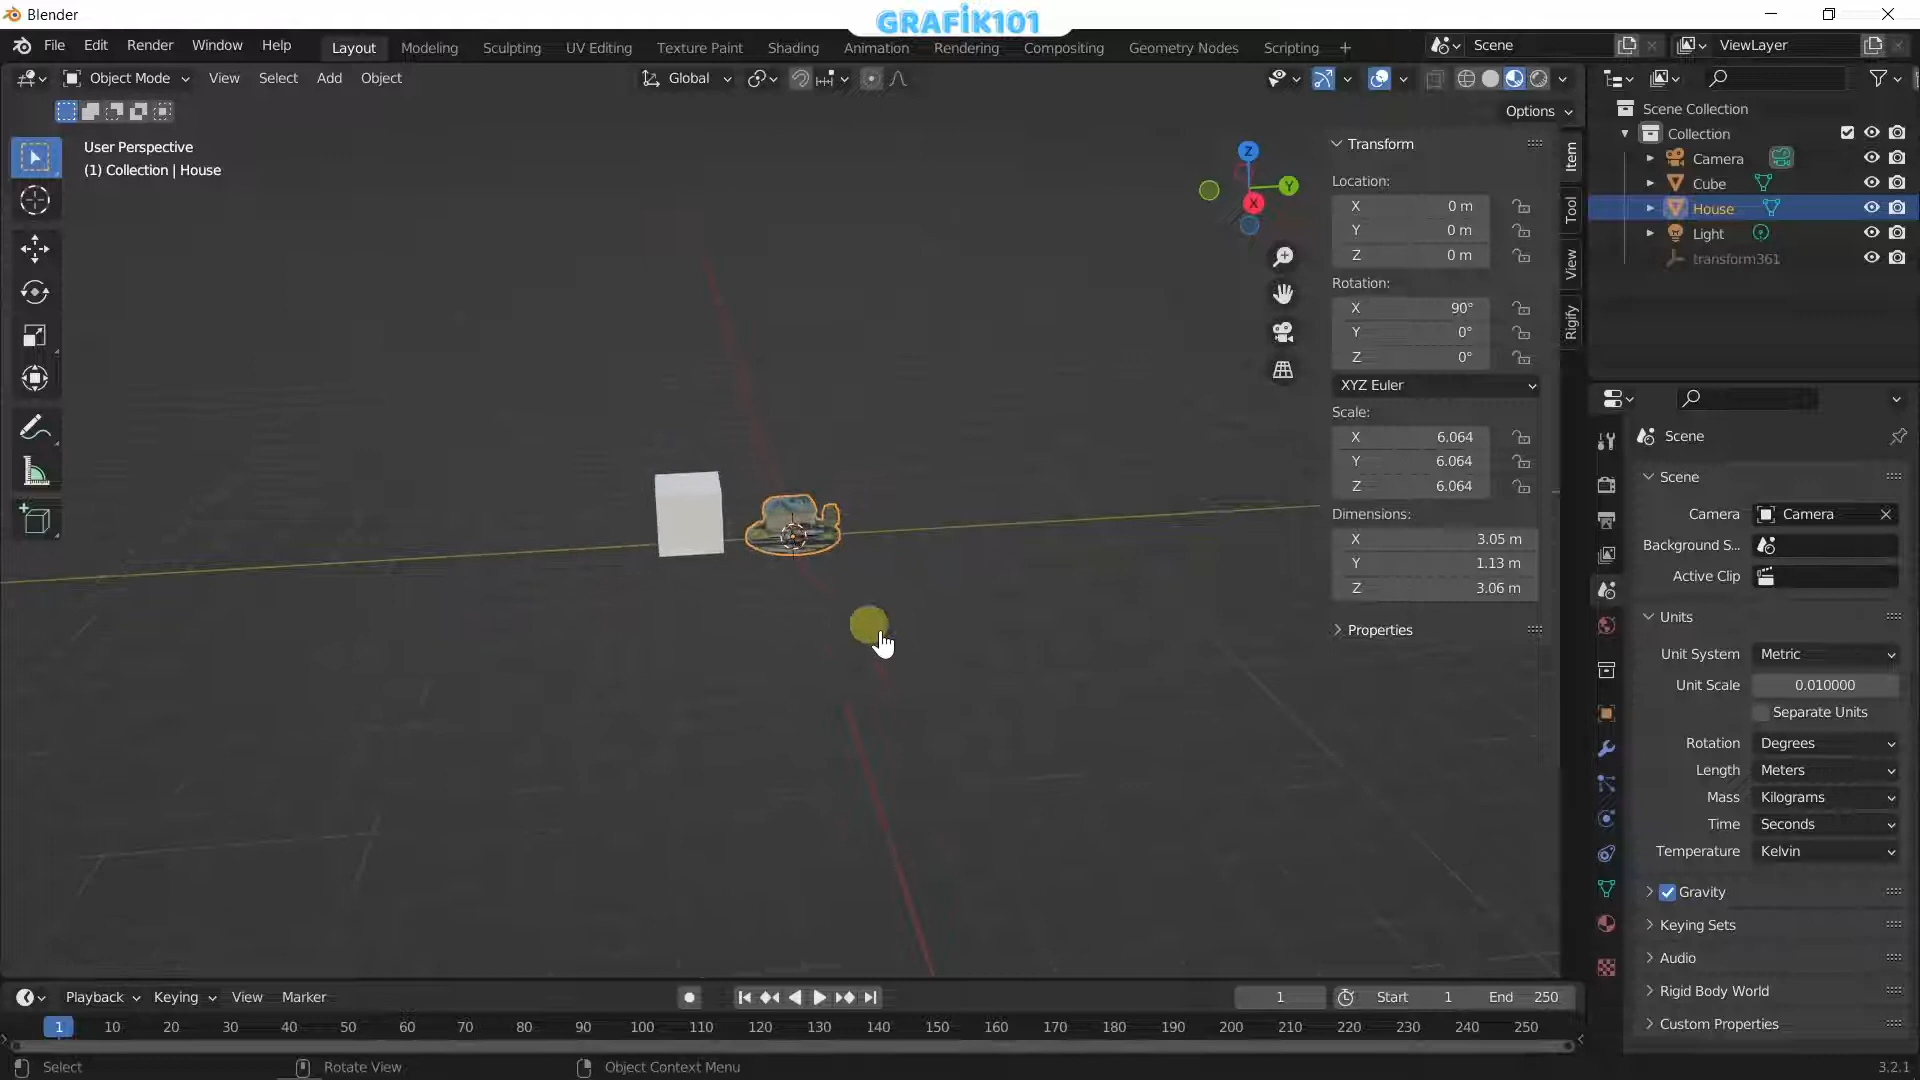 Blender
GRAFİK101
File Edit Render Window Help
Layout Modeling Sculpting UV Editing Texture Paint Shading Animation Rendering Compositing Geometry Nodes Scripting +
Scene
ViewLayer
Object Mode View Select Add Object
Global
Options
User Perspective
(1) Collection | House
Z
Y
X
Transform
Location:
X 0 m
Y 0 m
Z 0 m
Rotation:
X 90°
Y 0°
Z 0°
XYZ Euler
Scale:
X 6.064
Y 6.064
Z 6.064
Dimensions:
X 3.05 m
Y 1.13 m
Z 3.06 m
Properties
Item
Tool
View
Rigify
Scene Collection
Collection
Camera
Cube
House
Light
transform361
Scene
Scene
Camera Camera
Background S...
Active Clip
Units
Unit System Metric
Unit Scale 0.010000
Separate Units
Rotation Degrees
Length Meters
Mass Kilograms
Time Seconds
Temperature Kelvin
Gravity
Keying Sets
Audio
Rigid Body World
Custom Properties
Playback Keying View Marker
1 Start 1 End 250
1 10 20 30 40 50 60 70 80 90 100 110 120 130 140 150 160 170 180 190 200 210 220 230 240 250
Select Rotate View Object Context Menu
3.2.1